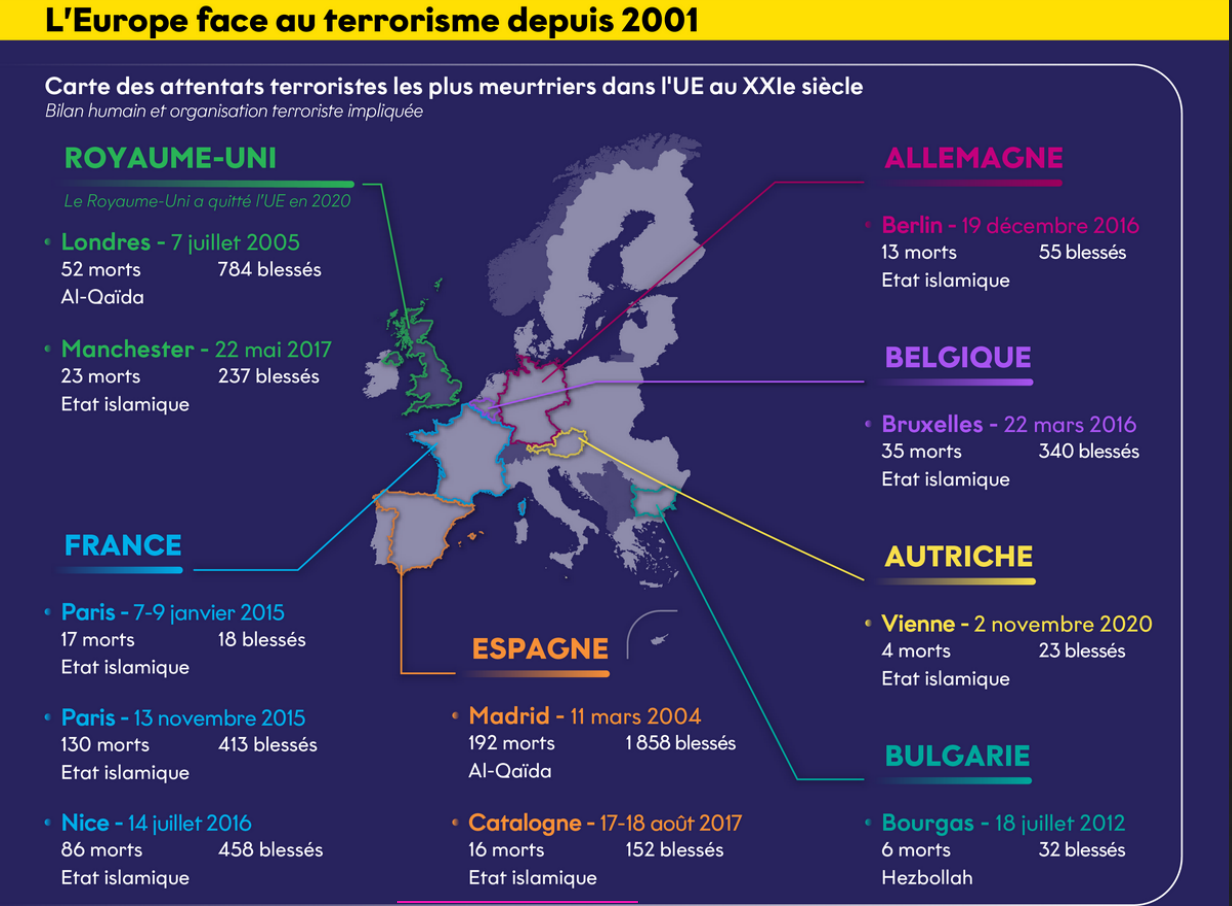 L'Europe face au terrorisme depuis 2001
Carte des attentats terroristes les plus meurtriers dans l'UE au XXIe siècle
Bilan humain et organisation terroriste impliquée
ROYAUME-UNI
Le Royaume-Uni a quitté l'UE en 2020
Londres - 7 juillet 2005
52 morts 784 blessés
Al-Qaïda
Manchester - 22 mai 2017
23 morts 237 blessés
Etat islamique
FRANCE
Paris - 7-9 janvier 2015
17 morts 18 blessés
Etat islamique
Paris - 13 novembre 2015
130 morts 413 blessés
Etat islamique
Nice - 14 juillet 2016
86 morts 458 blessés
Etat islamique
ESPAGNE
Madrid - 11 mars 2004
192 morts 1 858 blessés
Al-Qaïda
Catalogne - 17-18 août 2017
16 morts 152 blessés
Etat islamique
ALLEMAGNE
Berlin - 19 décembre 2016
13 morts 55 blessés
Etat islamique
BELGIQUE
Bruxelles - 22 mars 2016
35 morts 340 blessés
Etat islamique
AUTRICHE
Vienne - 2 novembre 2020
4 morts 23 blessés
Etat islamique
BULGARIE
Bourgas - 18 juillet 2012
6 morts 32 blessés
Hezbollah